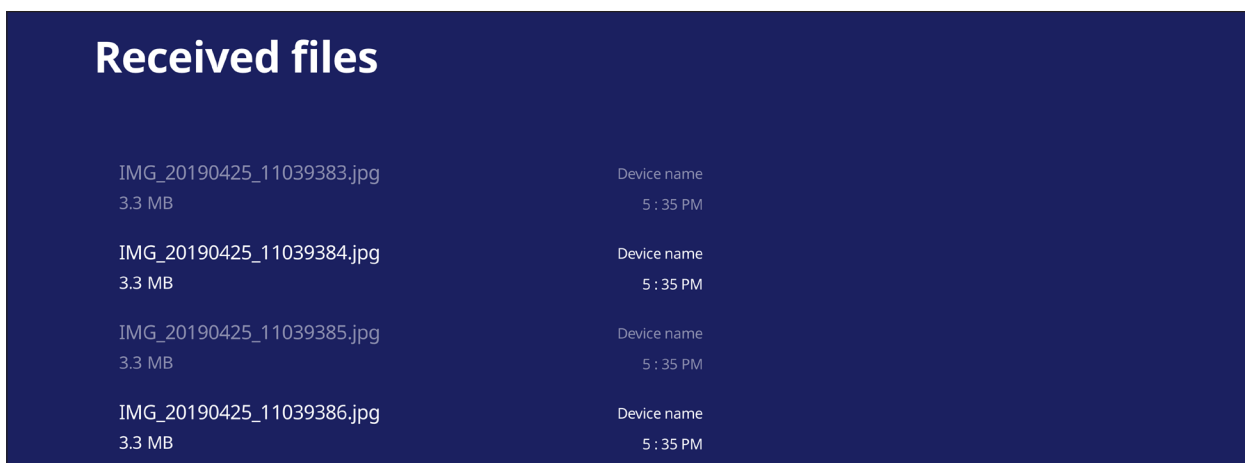 Received files
IMG_20190425_11039383.jpg Device name
3.3 MB 5 : 35 PM
IMG_20190425_11039384.jpg Device name
3.3 MB 5 : 35 PM
IMG_20190425_11039385.jpg Device name
3.3 MB 5 : 35 PM
IMG_20190425_11039386.jpg Device name
3.3 MB 5 : 35 PM